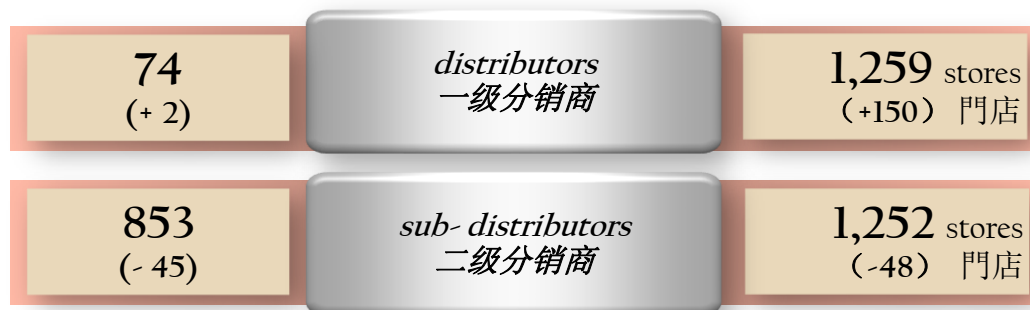 74
(+ 2)
distributors
一级分销商
1,259 stores
（+150） 門店
853
(- 45)
sub- distributors
二级分销商
1,252 stores
（-48） 門店